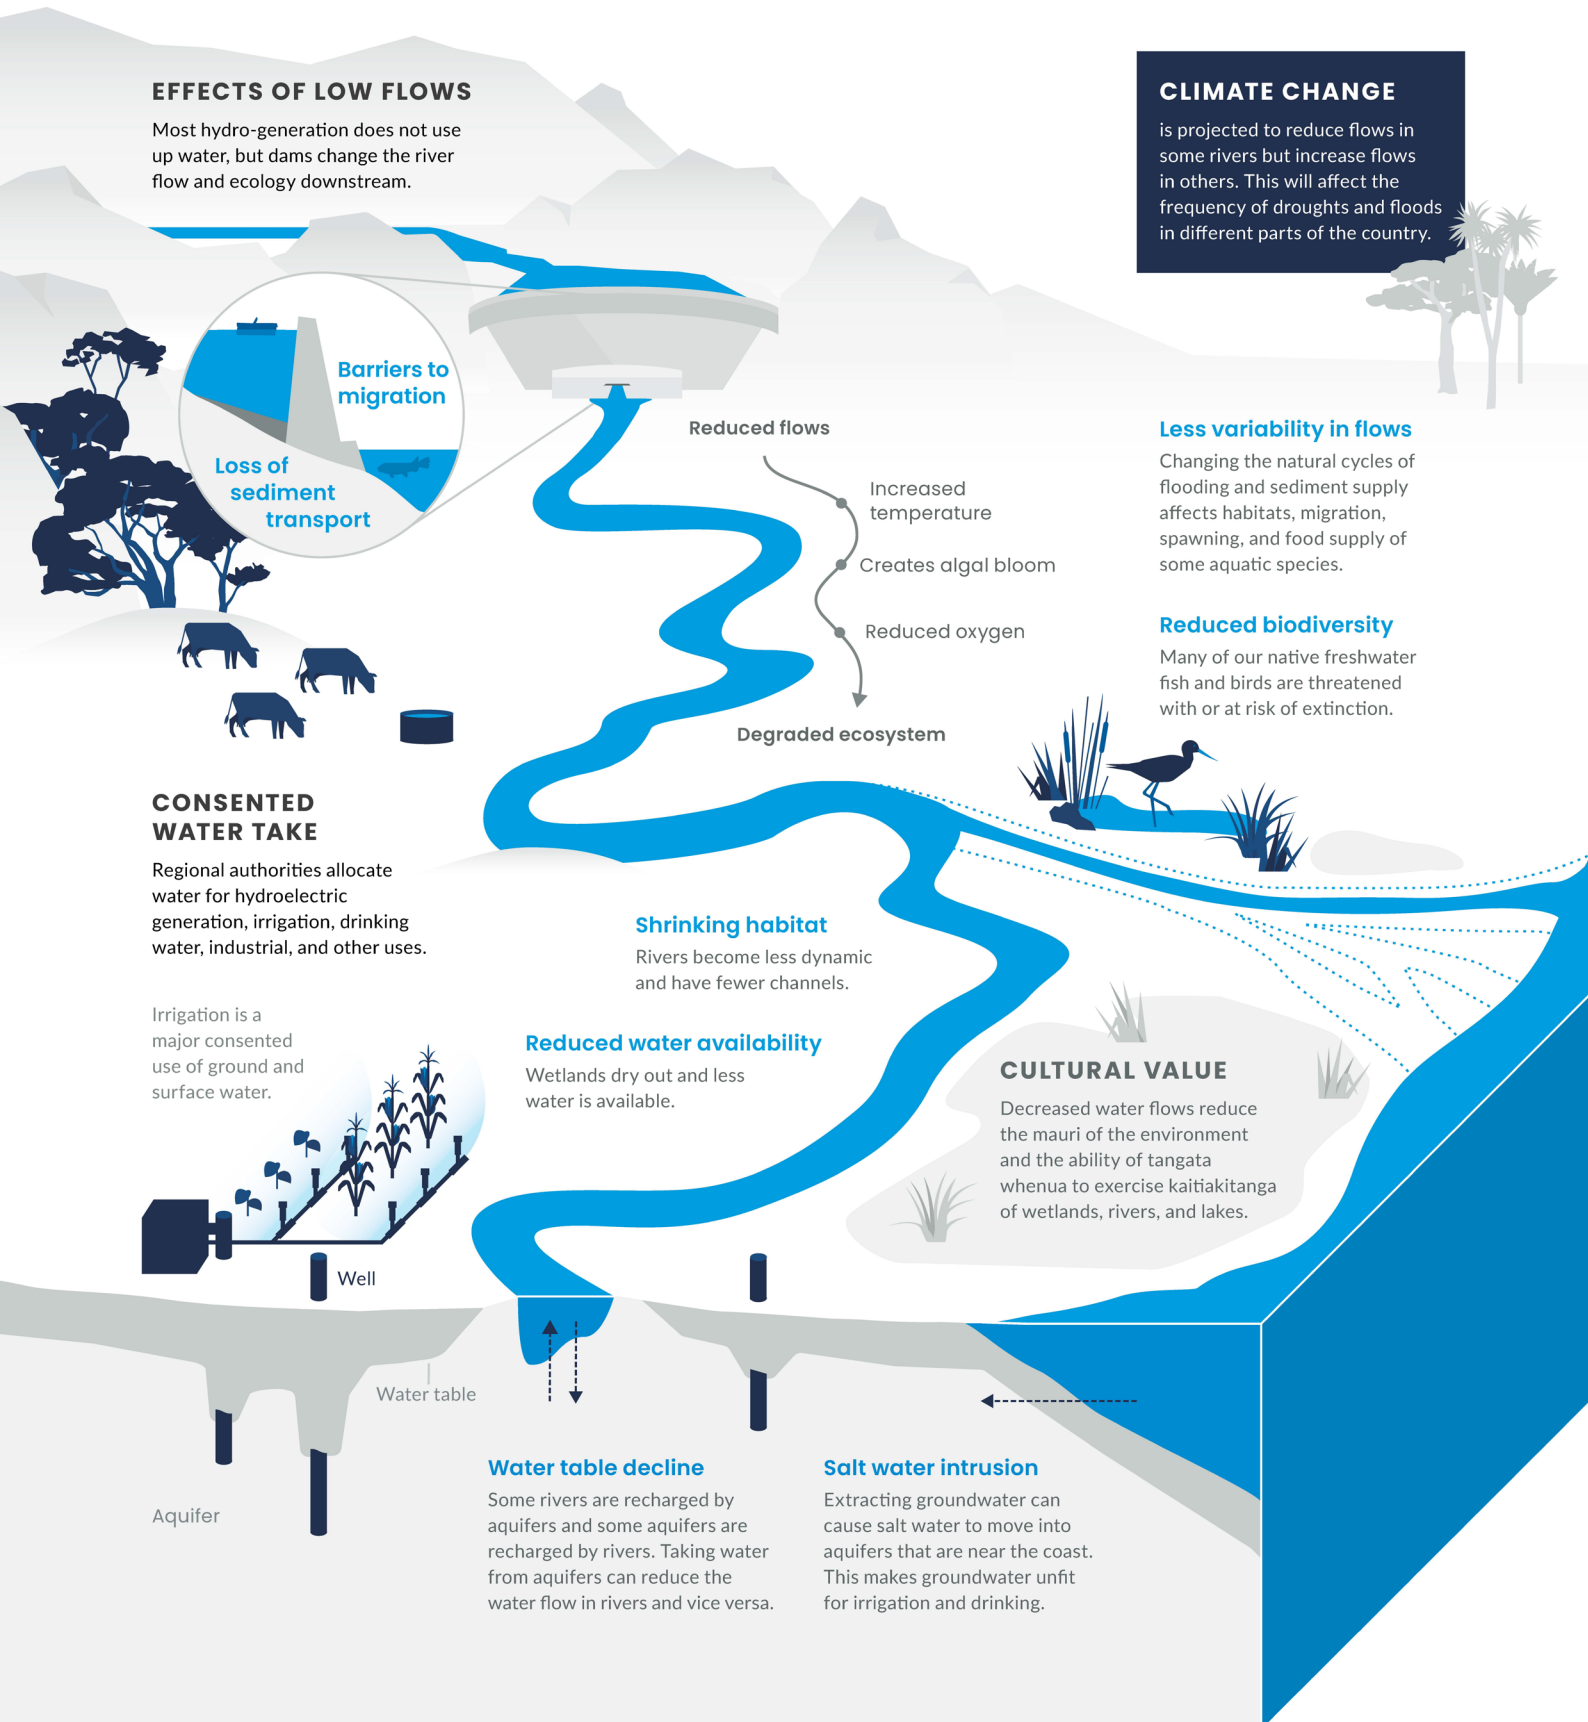 EFFECTS OF LOW FLOWS
Most hydro-generation does not use
up water, but dams change the river
flow and ecology downstream.
CLIMATE CHANGE
is projected to reduce flows in
some rivers but increase flows
in others. This will affect the
frequency of droughts and floods
in different parts of the country.
Barriers to
migration
Loss of
sediment
transport
Reduced flows
Increased
temperature
Creates algal bloom
Reduced oxygen
Degraded ecosystem
Less variability in flows
Changing the natural cycles of
flooding and sediment supply
affects habitats, migration,
spawning, and food supply of
some aquatic species.
Reduced biodiversity
Many of our native freshwater
fish and birds are threatened
with or at risk of extinction.
CONSENTED
WATER TAKE
Regional authorities allocate
water for hydroelectric
generation, irrigation, drinking
water, industrial, and other uses.
Irrigation is a
major consented
use of ground and
surface water.
Shrinking habitat
Rivers become less dynamic
and have fewer channels.
Reduced water availability
Wetlands dry out and less
water is available.
CULTURAL VALUE
Decreased water flows reduce
the mauri of the environment
and the ability of tangata
whenua to exercise kaitiakitanga
of wetlands, rivers, and lakes.
Well
Water table
Aquifer
Water table decline
Some rivers are recharged by
aquifers and some aquifers are
recharged by rivers. Taking water
from aquifers can reduce the
water flow in rivers and vice versa.
Salt water intrusion
Extracting groundwater can
cause salt water to move into
aquifers that are near the coast.
This makes groundwater unfit
for irrigation and drinking.